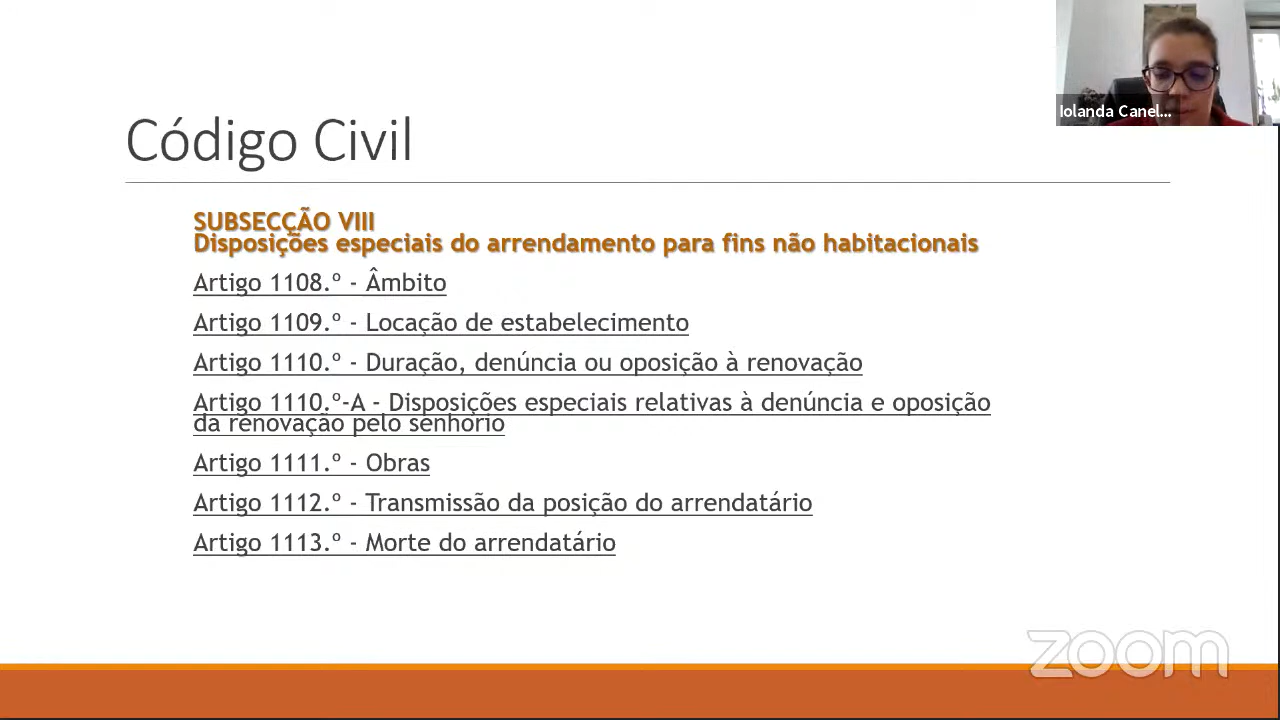 Iolanda Canel...
Código Civil
SUBSECÇÃO VIII
Disposições especiais do arrendamento para fins não habitacionais
Artigo 1108.º - Âmbito
Artigo 1109.º - Locação de estabelecimento
Artigo 1110.º - Duração, denúncia ou oposição à renovação
Artigo 1110.º-A - Disposições especiais relativas à denúncia e oposição
da renovação pelo senhorio
Artigo 1111.º - Obras
Artigo 1112.º - Transmissão da posição do arrendatário
Artigo 1113.º - Morte do arrendatário
zoom